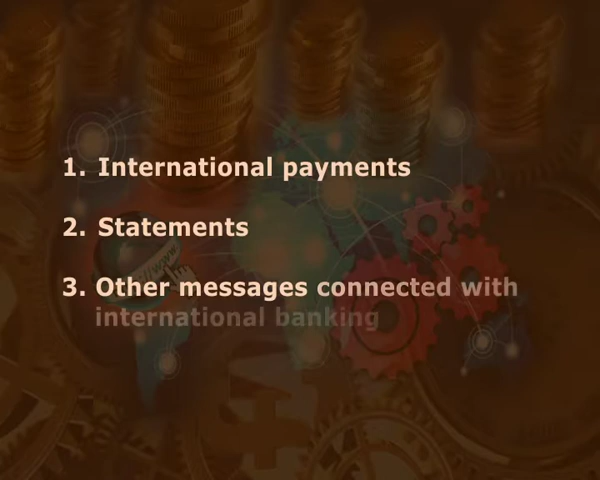 1. International payments
2. Statements
3. Other messages connected with
international banking